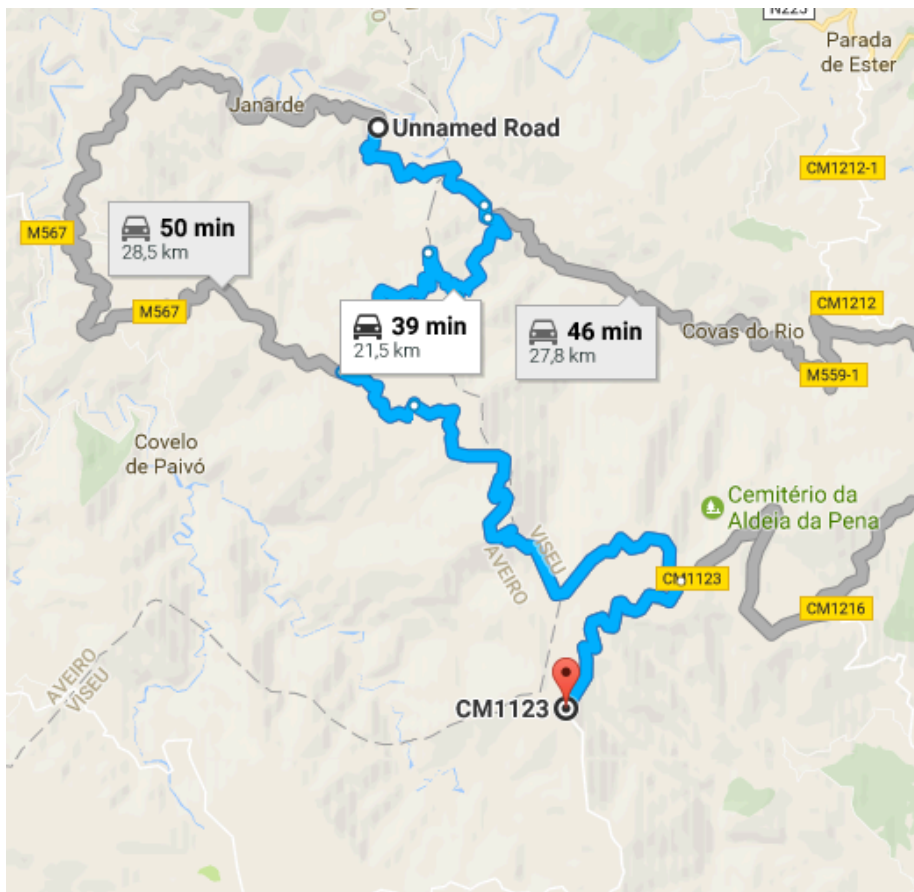 N225
Parada
de Ester
Janarde
Unnamed Road
CM1212-1
50 min
28,5 km
M567
M567
39 min
21,5 km
46 min
27,8 km
CM1212
Covas do Rio
M559-1
Covelo
de Paivó
Cemitério da
Aldeia da Pena
VISEU
AVEIRO
CM1123
CM1216
AVEIRO
VISEU
CM1123